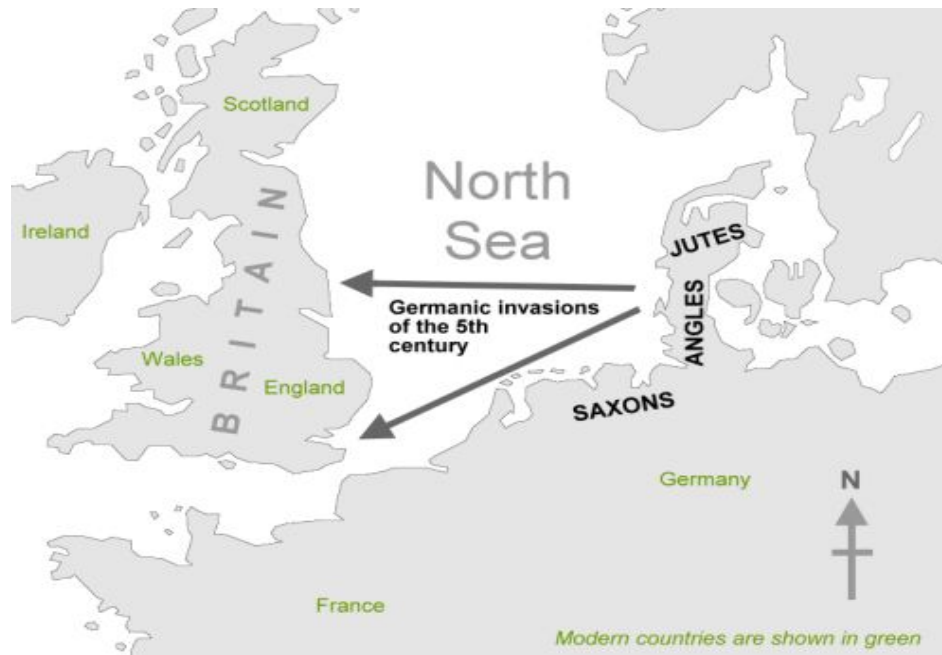 Scotland
North
Sea
Ireland
JUTES
BRITAIN
Germanic invasions
of the 5th
century
ANGLES
Wales
England
SAXONS
Germany
N
France
Modern countries are shown in green